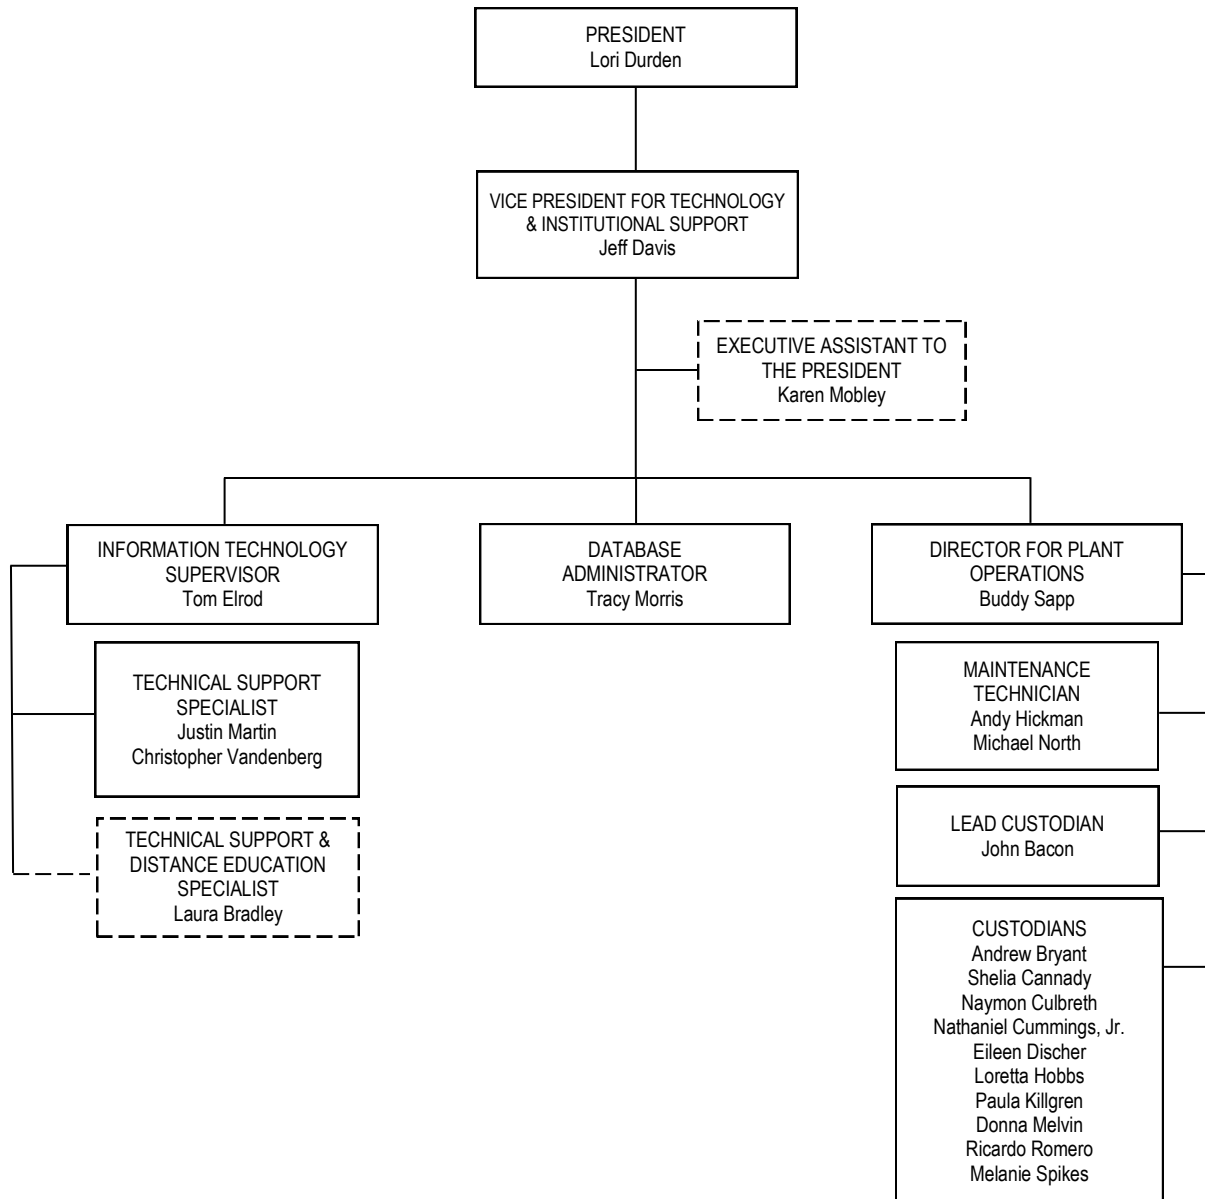 PRESIDENT
Lori Durden
VICE PRESIDENT FOR TECHNOLOGY
& INSTITUTIONAL SUPPORT
Jeff Davis
EXECUTIVE ASSISTANT TO
THE PRESIDENT
Karen Mobley
INFORMATION TECHNOLOGY
SUPERVISOR
Tom Elrod
DATABASE
ADMINISTRATOR
Tracy Morris
DIRECTOR FOR PLANT
OPERATIONS
Buddy Sapp
TECHNICAL SUPPORT
SPECIALIST
Justin Martin
Christopher Vandenberg
TECHNICAL SUPPORT &
DISTANCE EDUCATION
SPECIALIST
Laura Bradley
MAINTENANCE
TECHNICIAN
Andy Hickman
Michael North
LEAD CUSTODIAN
John Bacon
CUSTODIANS
Andrew Bryant
Shelia Cannady
Naymon Culbreth
Nathaniel Cummings, Jr.
Eileen Discher
Loretta Hobbs
Paula Killgren
Donna Melvin
Ricardo Romero
Melanie Spikes